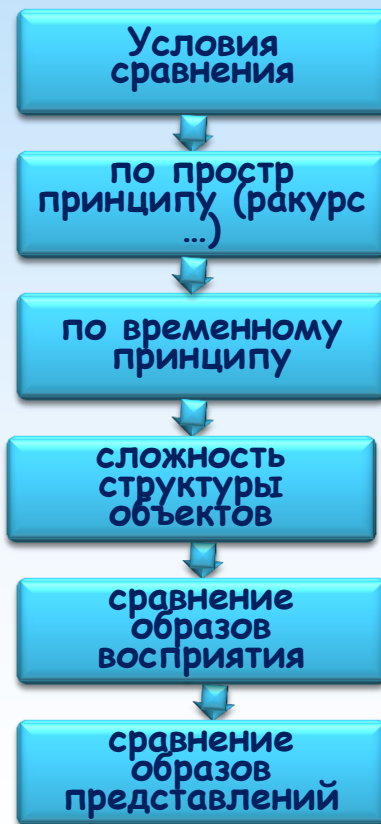 Условия
сравнения
по простр
принципу (ракурс
…)
по временному
принципу
сложность
структуры
объектов
сравнение
образов
восприятия
сравнение
образов
представлений